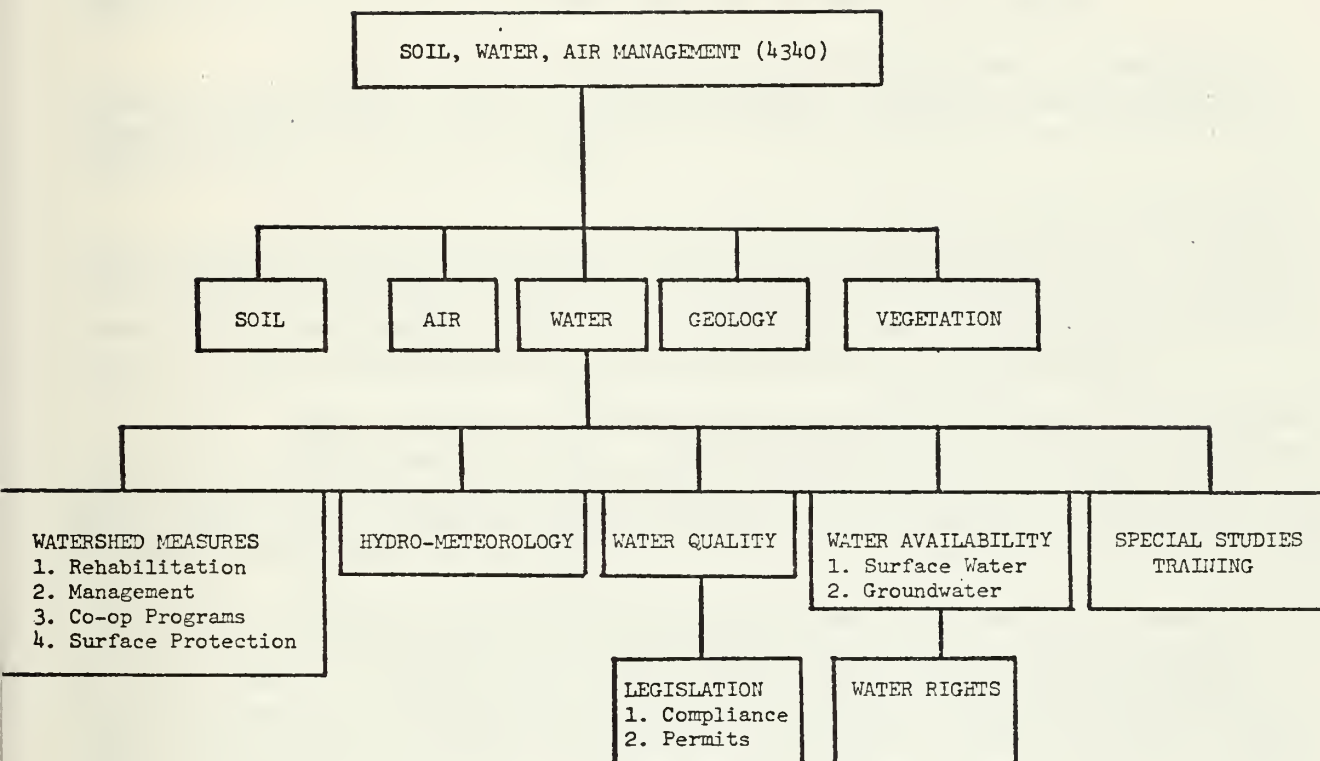 SOIL, WATER, AIR MANAGEMENT (4340)
SOIL
AIR
WATER
GEOLOGY
VEGETATION
WATERSHED MEASURES
1. Rehabilitation
2. Management
3. Co-op Programs
4. Surface Protection
HYDRO-METEOROLOGY
WATER QUALITY
WATER AVAILABILITY
1. Surface Water
2. Groundwater
SPECIAL STUDIES
TRAINING
LEGISLATION
1. Compliance
2. Permits
WATER RIGHTS